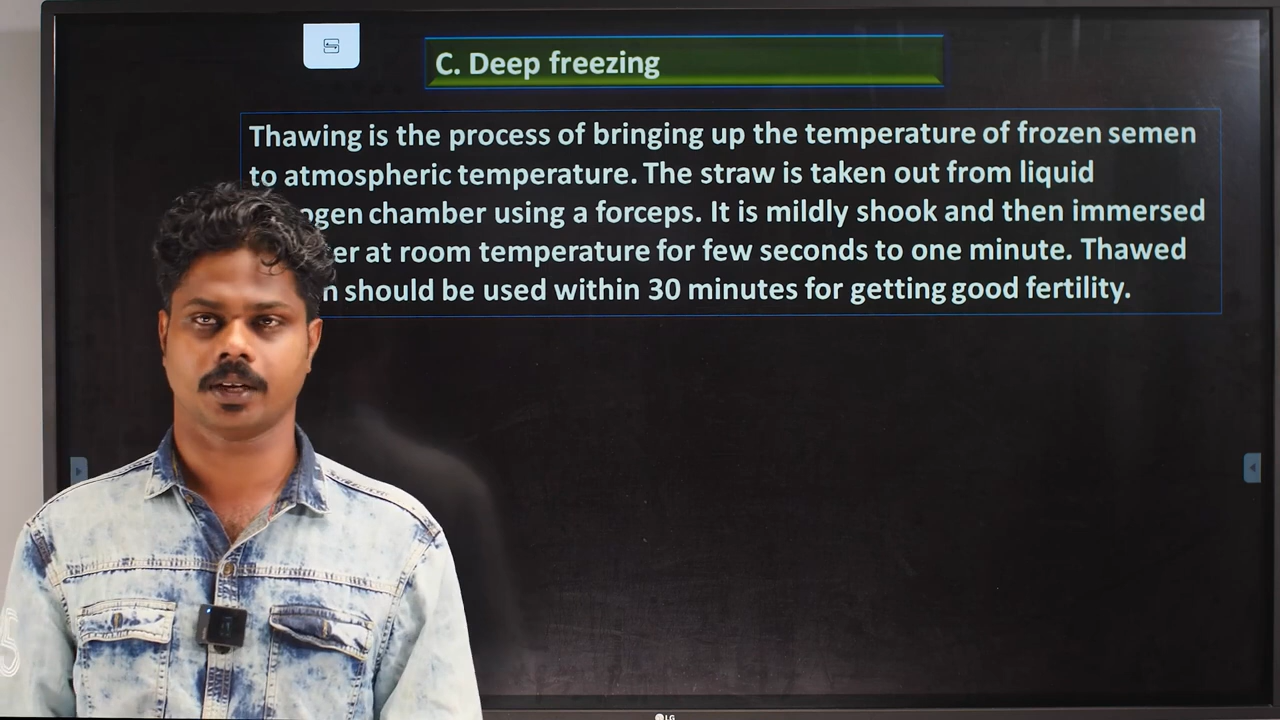 C. Deep freezing
Thawing is the process of bringing up the temperature of frozen semen
to atmospheric temperature. The straw is taken out from liquid
chamber using a forceps. It is mildly shook and then immersed
at room temperature for few seconds to one minute. Thawed
should be used within 30 minutes for getting good fertility.
LG